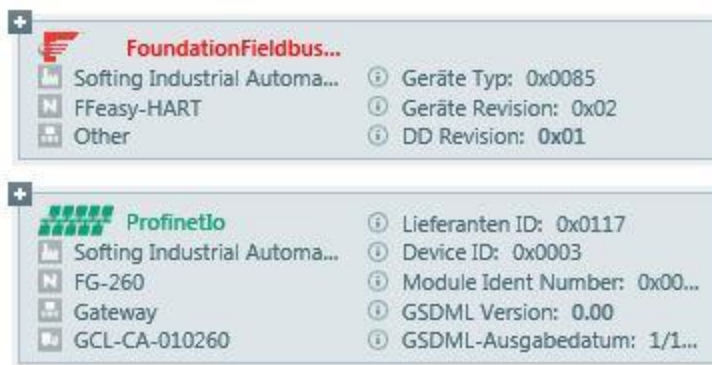 FoundationFieldbus...
Softing Industrial Automa...
FFeasy-HART
Other
Geräte Typ: 0x0085
Geräte Revision: 0x02
DD Revision: 0x01
ProfinetIo
Softing Industrial Automa...
FG-260
Gateway
GCL-CA-010260
Lieferanten ID: 0x0117
Device ID: 0x0003
Module Ident Number: 0x00...
GSDML Version: 0.00
GSDML-Ausgabedatum: 1/1...